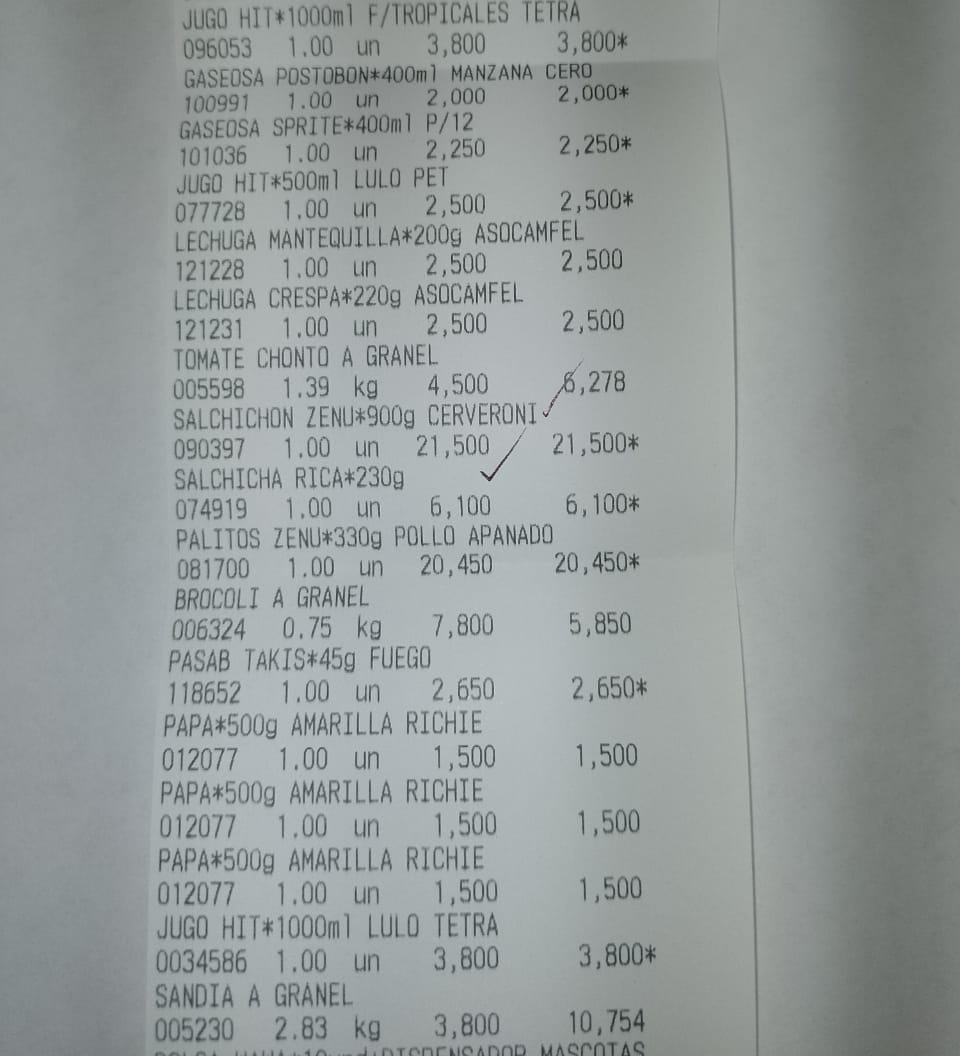 JUGO HIT*1000ml F/TROPICALES TETRA
096053 1.00 un 3,800 3,800*
GASEOSA POSTOBON*400ml MANZANA CERO
100991 1.00 un 2,000 2,000*
GASEOSA SPRITE*400ml P/12
101036 1.00 un 2,250 2,250*
JUGO HIT*500ml LULO PET
077728 1.00 un 2,500 2,500*
LECHUGA MANTEQUILLA*200g ASOCAMFEL
121228 1.00 un 2,500 2,500
LECHUGA CRESPA*220g ASOCAMFEL
121231 1.00 un 2,500 2,500
TOMATE CHONTO A GRANEL
005598 1.39 kg 4,500 6,278
SALCHICHON ZENU*900g CERVERONI
090397 1.00 un 21,500 21,500*
SALCHICHA RICA*230g
074919 1.00 un 6,100 6,100*
PALITOS ZENU*330g POLLO APANADO
081700 1.00 un 20,450 20,450*
BROCOLI A GRANEL
006324 0.75 kg 7,800 5,850
PASAB TAKIS*45g FUEGO
118652 1.00 un 2,650 2,650*
PAPA*500g AMARILLA RICHIE
012077 1.00 un 1,500 1,500
PAPA*500g AMARILLA RICHIE
012077 1.00 un 1,500 1,500
PAPA*500g AMARILLA RICHIE
012077 1.00 un 1,500 1,500
JUGO HIT*1000ml LULO TETRA
0034586 1.00 un 3,800 3,800*
SANDIA A GRANEL
005230 2.83 kg 3,800 10,754
MASCOTAS